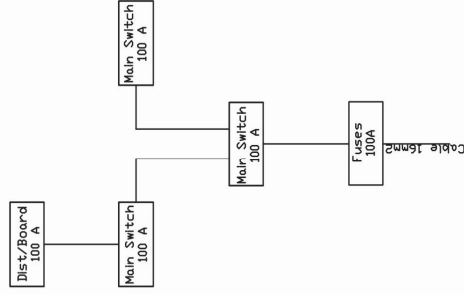 Main Switch
100 A
Main Switch
100 A
Fuses
100A
Cable 16mm2
Dist/Board
100 A
Main Switch
100 A